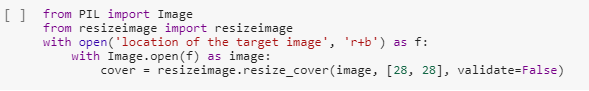 [ ] from PIL import Image
from resizeimage import resizeimage
with open('location of the target image', 'r+b') as f:
    with Image.open(f) as image:
        cover = resizeimage.resize_cover(image, [28, 28], validate=False)